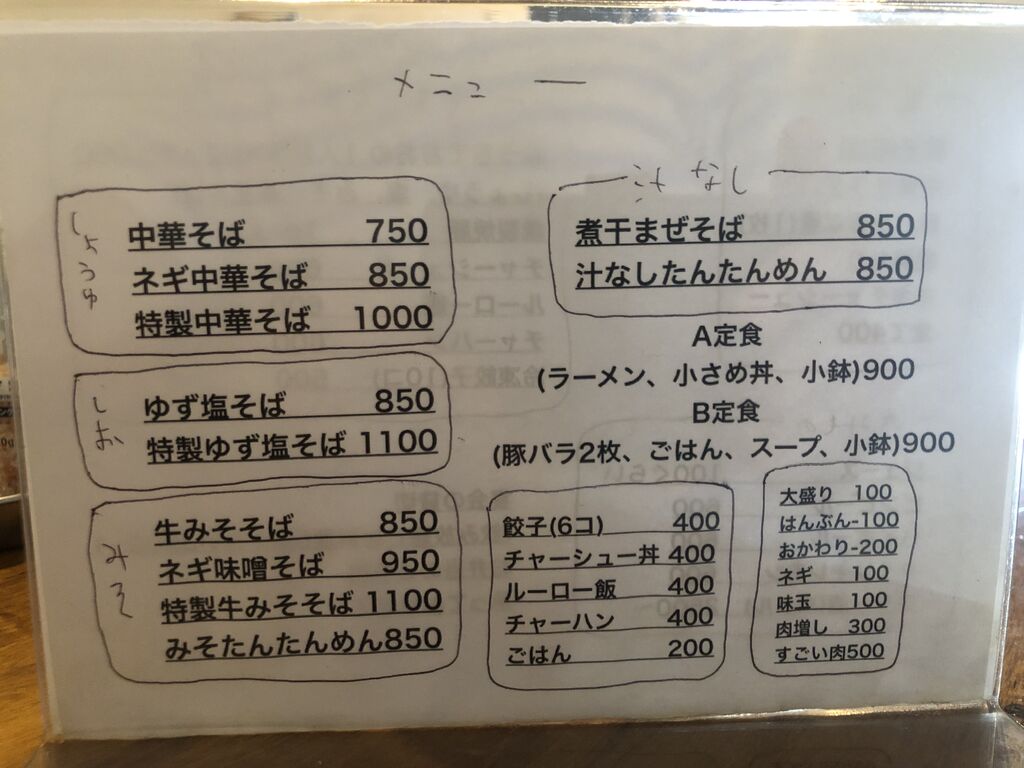 メニュー
しょうゆ
中華そば 750
ネギ中華そば 850
特製中華そば 1000
しお
ゆず塩そば 850
特製ゆず塩そば 1100
みそ
牛みそそば 850
ネギ味噌そば 950
特製牛みそそば 1100
みそたんたんめん850
汁なし
煮干まぜそば 850
汁なしたんたんめん 850
A定食
(ラーメン、小さめ丼、小鉢)900
B定食
(豚バラ2枚、ごはん、スープ、小鉢)900
餃子(6コ) 400
チャーシュー丼 400
ルーロー飯 400
チャーハン 400
ごはん 200
大盛り 100
はんぶん-100
おかわり-200
ネギ 100
味玉 100
肉増し 300
すごい肉500